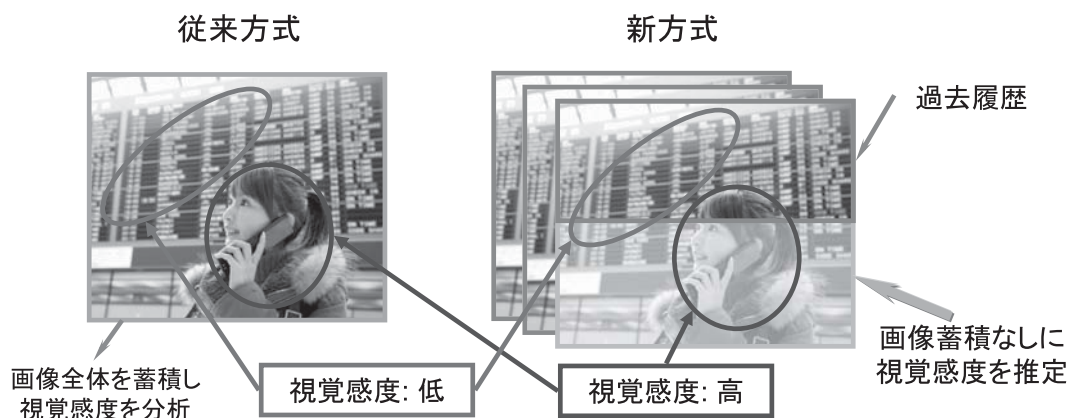 従来方式
新方式
過去履歴
画像全体を蓄積し
視覚感度を分析
視覚感度: 低
視覚感度: 高
画像蓄積なしに
視覚感度を推定